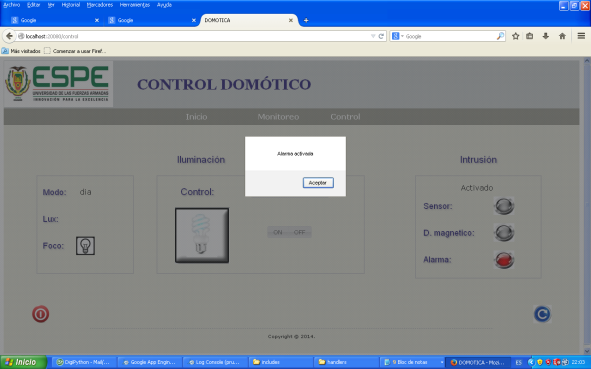 Archivo Editar Ver Historial Marcadores Herramientas Ayuda
Google × Google × DOMOTICA × +
localhost:20080/control Google
Más visitados Comenzar a usar Firef...
ESPE
UNIVERSIDAD DE LAS FUERZAS ARMADAS
INNOVACIÓN PARA LA EXCELENCIA
CONTROL DOMÓTICO
Inicio Monitoreo Control
Alarma activada
Aceptar
Iluminación Intrusión
Modo: dia
Lux:
Foco:
Control:
ON OFF
Activado
Sensor:
D. magnetico:
Alarma:
Copyright © 2014.
Inicio DigiPython - Mail/... Google App Engin... Log Console (pru... includes handlers 5 Bloc de notas DOMOTICA - Mozi... ES 22:03